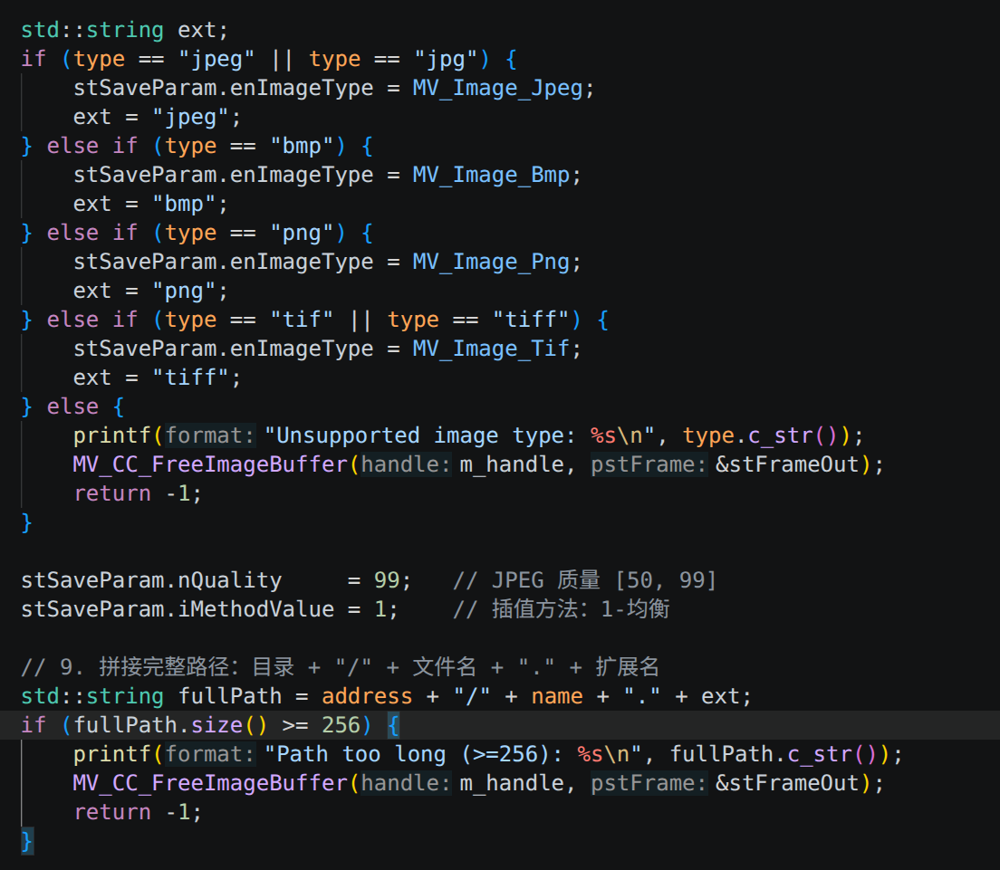 std::string ext;
if (type == "jpeg" || type == "jpg") {
    stSaveParam.enImageType = MV_Image_Jpeg;
    ext = "jpeg";
} else if (type == "bmp") {
    stSaveParam.enImageType = MV_Image_Bmp;
    ext = "bmp";
} else if (type == "png") {
    stSaveParam.enImageType = MV_Image_Png;
    ext = "png";
} else if (type == "tif" || type == "tiff") {
    stSaveParam.enImageType = MV_Image_Tif;
    ext = "tiff";
} else {
    printf(format: "Unsupported image type: %s\n", type.c_str());
    MV_CC_FreeImageBuffer(handle: m_handle, pstFrame: &stFrameOut);
    return -1;
}

stSaveParam.nQuality     = 99;   // JPEG 质量 [50, 99]
stSaveParam.iMethodValue = 1;    // 插值方法：1-均衡

// 9. 拼接完整路径：目录 + "/" + 文件名 + "." + 扩展名
std::string fullPath = address + "/" + name + "." + ext;
if (fullPath.size() >= 256) {
    printf(format: "Path too long (>=256): %s\n", fullPath.c_str());
    MV_CC_FreeImageBuffer(handle: m_handle, pstFrame: &stFrameOut);
    return -1;
}